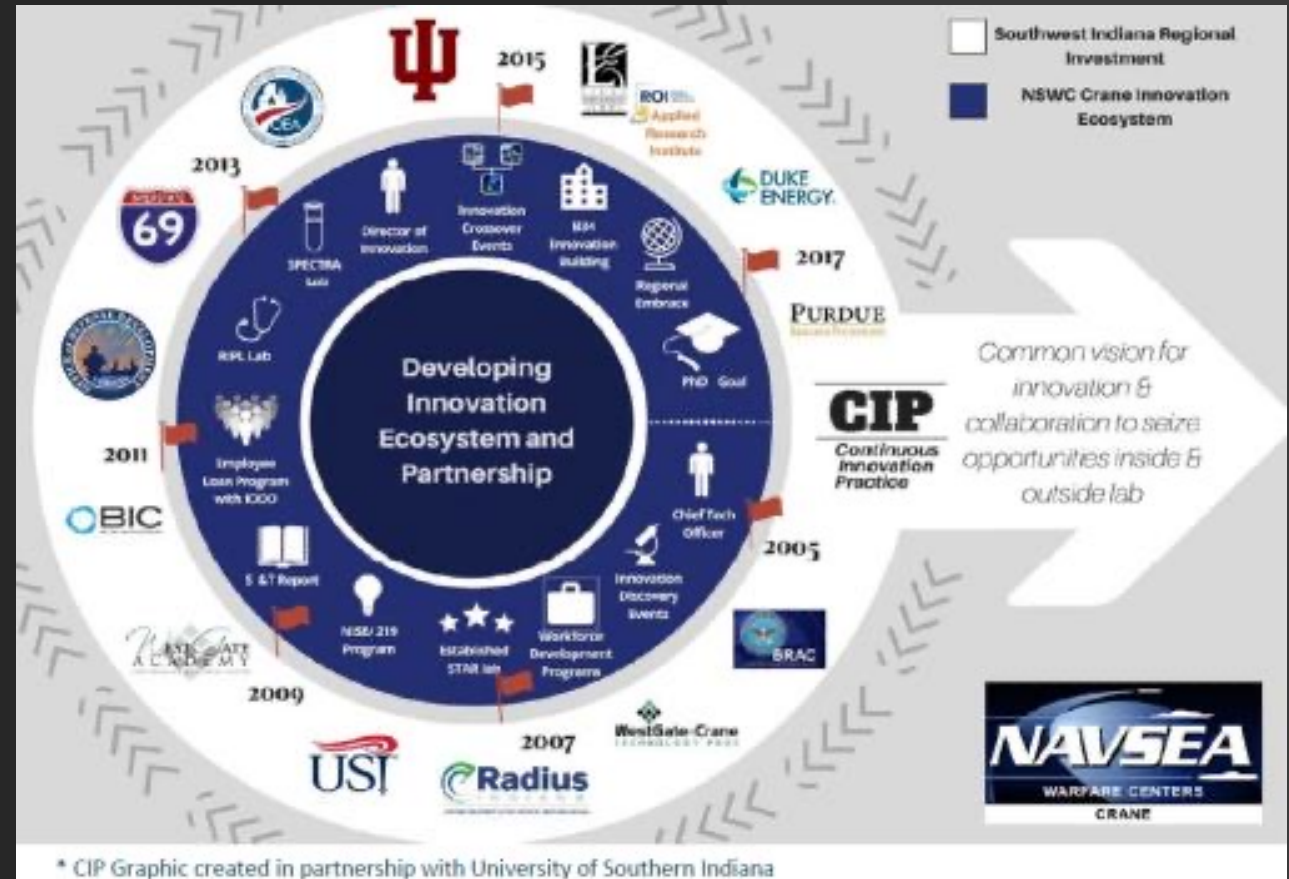 Southwest Indiana Regional
Investment
NSWC Crane Innovation
Ecosystem
2015
ROI
Applied
Research
Institute
DUKE
ENERGY.
2017
PURDUE
CIP
Continuous
Innovation
Practice
Common vision for
innovation &
collaboration to seize
opportunities inside &
outside lab
2005
BRAC
WestGate-Crane
2007
Radius
INDIANA
USI
2009
ACADEMY
BIC
2011
69
2013
Director of
Innovation
Innovation
Crossover
Events
Innovation
Building
Regional
Embrace
PhD Goal
Chief Tech
Officer
Innovation
Discovery
Events
Workforce
Development
Programs
Established
STAR lab
NISE/ 219
Program
S &T Report
Employee
Loan Program
with
RIPL Lab
SPECTRA
Lab
Developing
Innovation
Ecosystem and
Partnership
NAVSEA
WARFARE CENTERS
CRANE
* CIP Graphic created in partnership with University of Southern Indiana